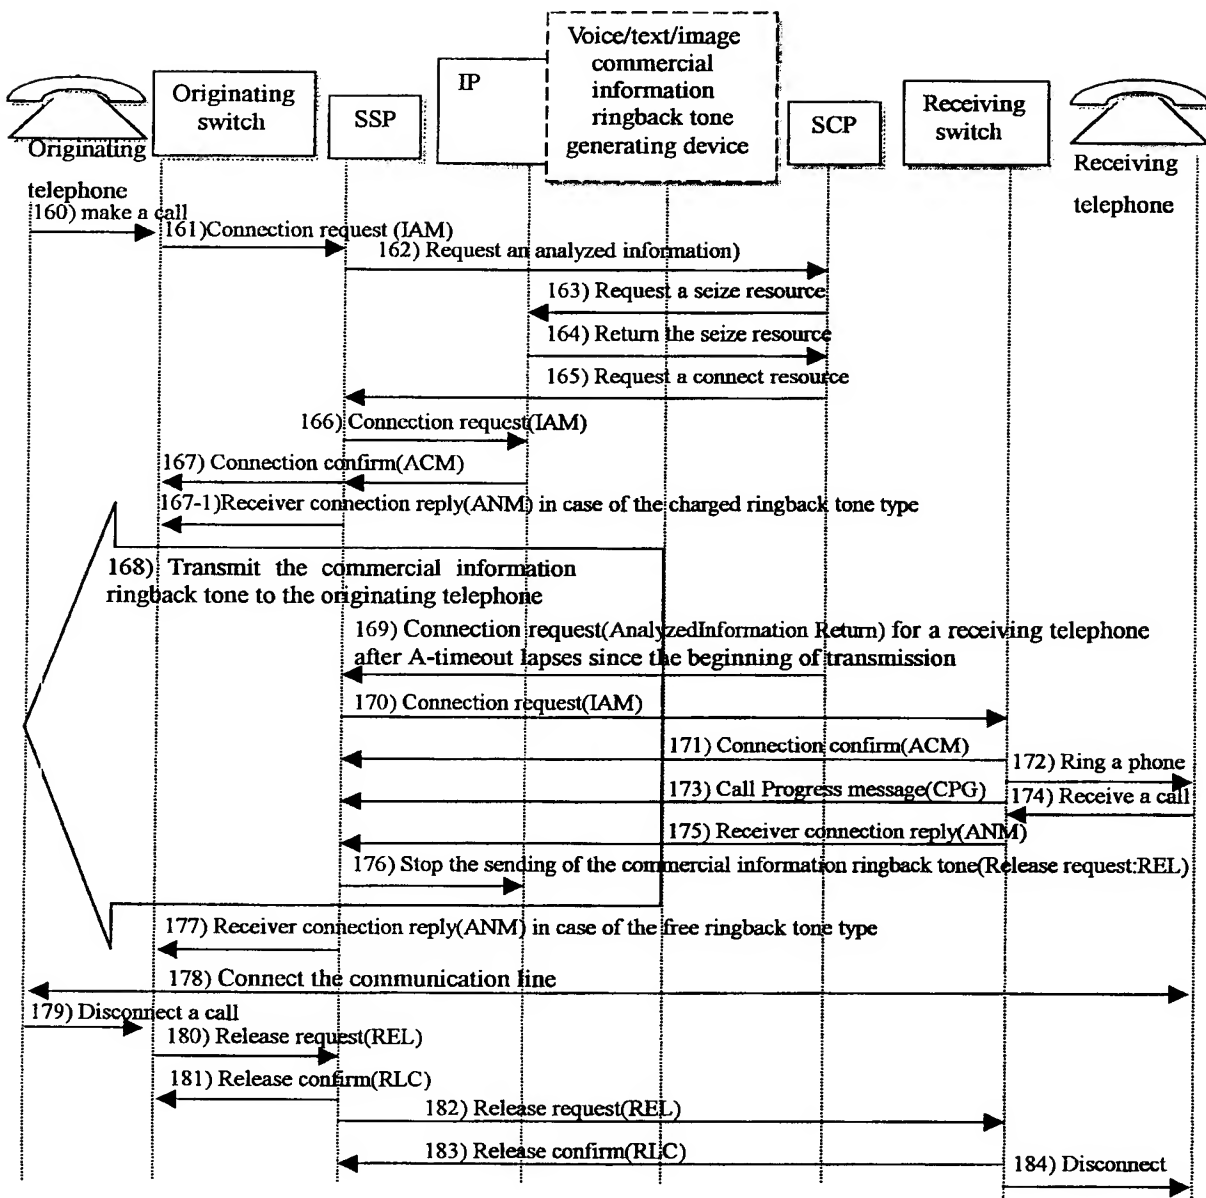 Voice/text/image
commercial
information
ringback tone
generating device
IP
Originating
switch
SSP
SCP
Receiving
switch
Originating
telephone
Receiving
telephone
160) make a call
161)Connection request (IAM)
162) Request an analyzed information)
163) Request a seize resource
164) Return the seize resource
165) Request a connect resource
166) Connection request(IAM)
167) Connection confirm(ACM)
167-1)Receiver connection reply(ANM) in case of the charged ringback tone type
168) Transmit the commercial information
ringback tone to the originating telephone
169) Connection request(AnalyzedInformation Return) for a receiving telephone
after A-timeout lapses since the beginning of transmission
170) Connection request(IAM)
171) Connection confirm(ACM)
172) Ring a phone
173) Call Progress message(CPG)
174) Receive a call
175) Receiver connection reply(ANM)
176) Stop the sending of the commercial information ringback tone(Release request:REL)
177) Receiver connection reply(ANM) in case of the free ringback tone type
178) Connect the communication line
179) Disconnect a call
180) Release request(REL)
181) Release confirm(RLC)
182) Release request(REL)
183) Release confirm(RLC)
184) Disconnect